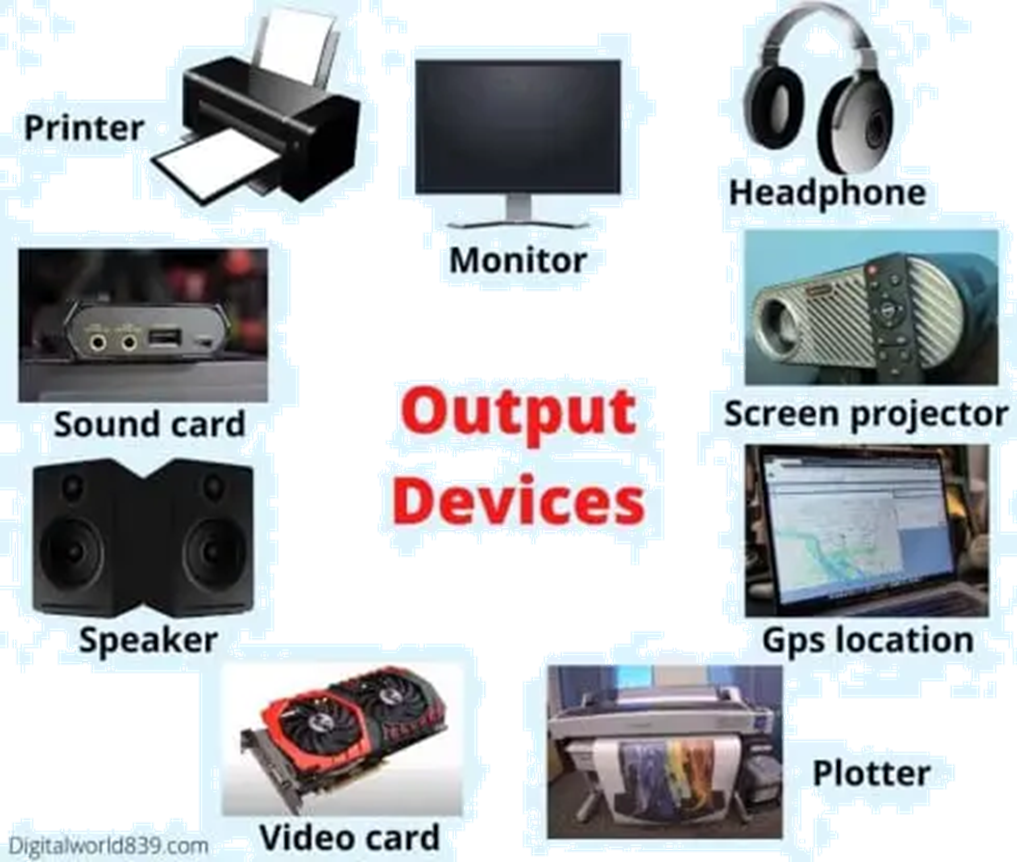 Printer
Monitor
Headphone
Sound card
Output
Devices
Screen projector
Speaker
Gps location
Video card
Plotter
Digitalworld839.com